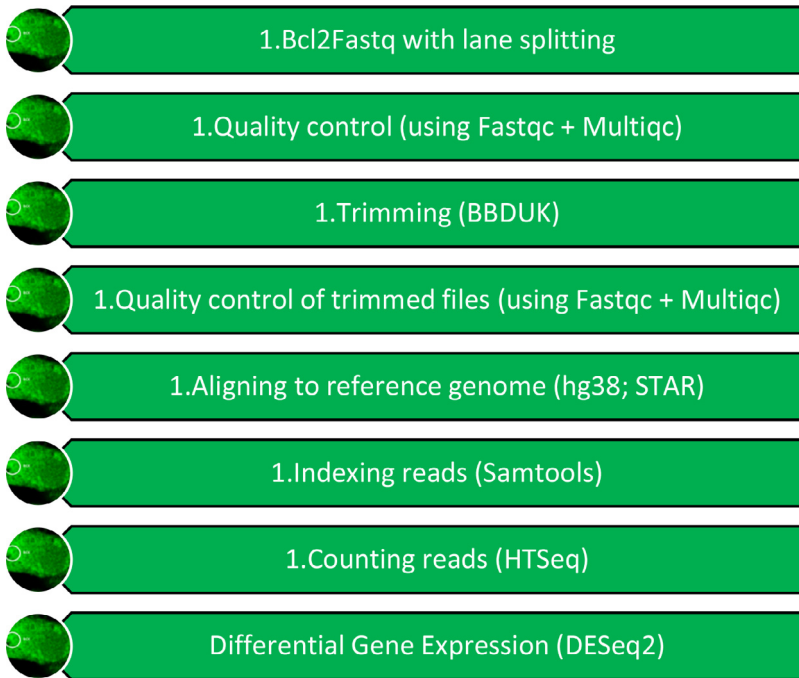 1.Bcl2Fastq with lane splitting
1.Quality control (using Fastqc + Multiqc)
1.Trimming (BBDUK)
1.Quality control of trimmed files (using Fastqc + Multiqc)
1.Aligning to reference genome (hg38; STAR)
1.Indexing reads (Samtools)
1.Counting reads (HTSeq)
Differential Gene Expression (DESeq2)